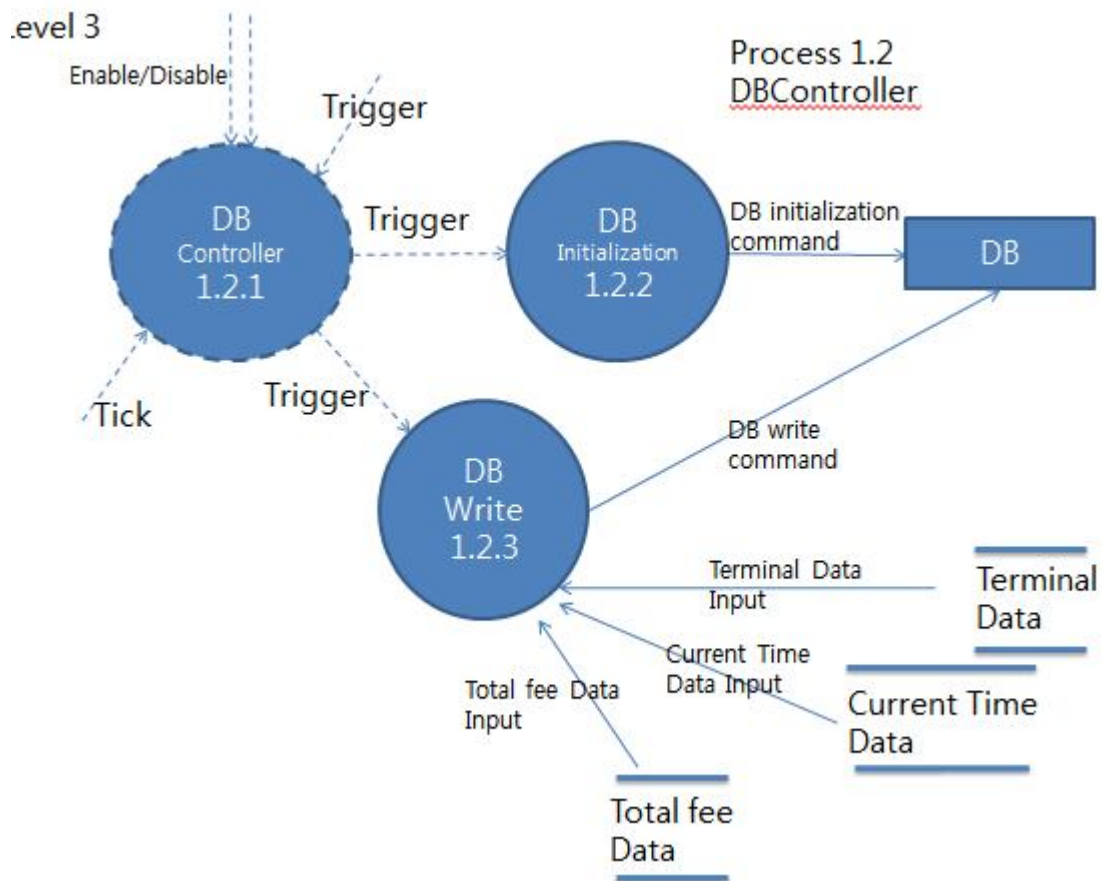 .evel 3
Enable/Disable
Process 1.2
DBController
Trigger
DB
Controller
1.2.1
Trigger
DB
Initialization
1.2.2
DB initialization
command
DB
Tick
Trigger
DB
Write
1.2.3
DB write
command
Terminal Data
Input
Terminal
Data
Current Time
Data Input
Current Time
Data
Total fee Data
Input
Total fee
Data